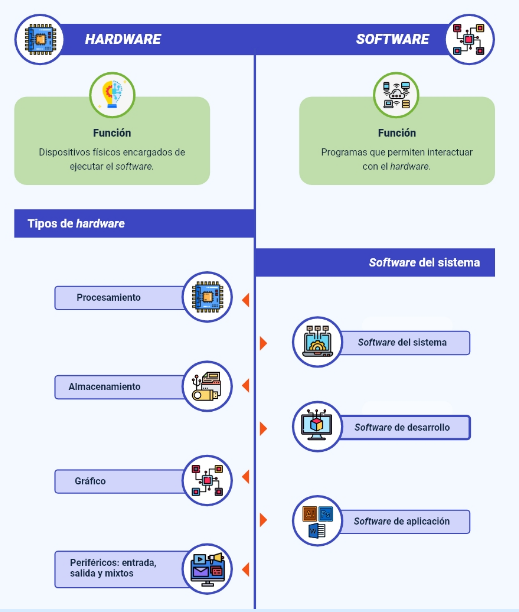 HARDWARE
SOFTWARE
Función
Dispositivos físicos encargados de
ejecutar el software.
Función
Programas que permiten interactuar
con el hardware.
Tipos de hardware
Software del sistema
Procesamiento
Software del sistema
Almacenamiento
Software de desarrollo
Gráfico
Software de aplicación
Periféricos: entrada,
salida y mixtos